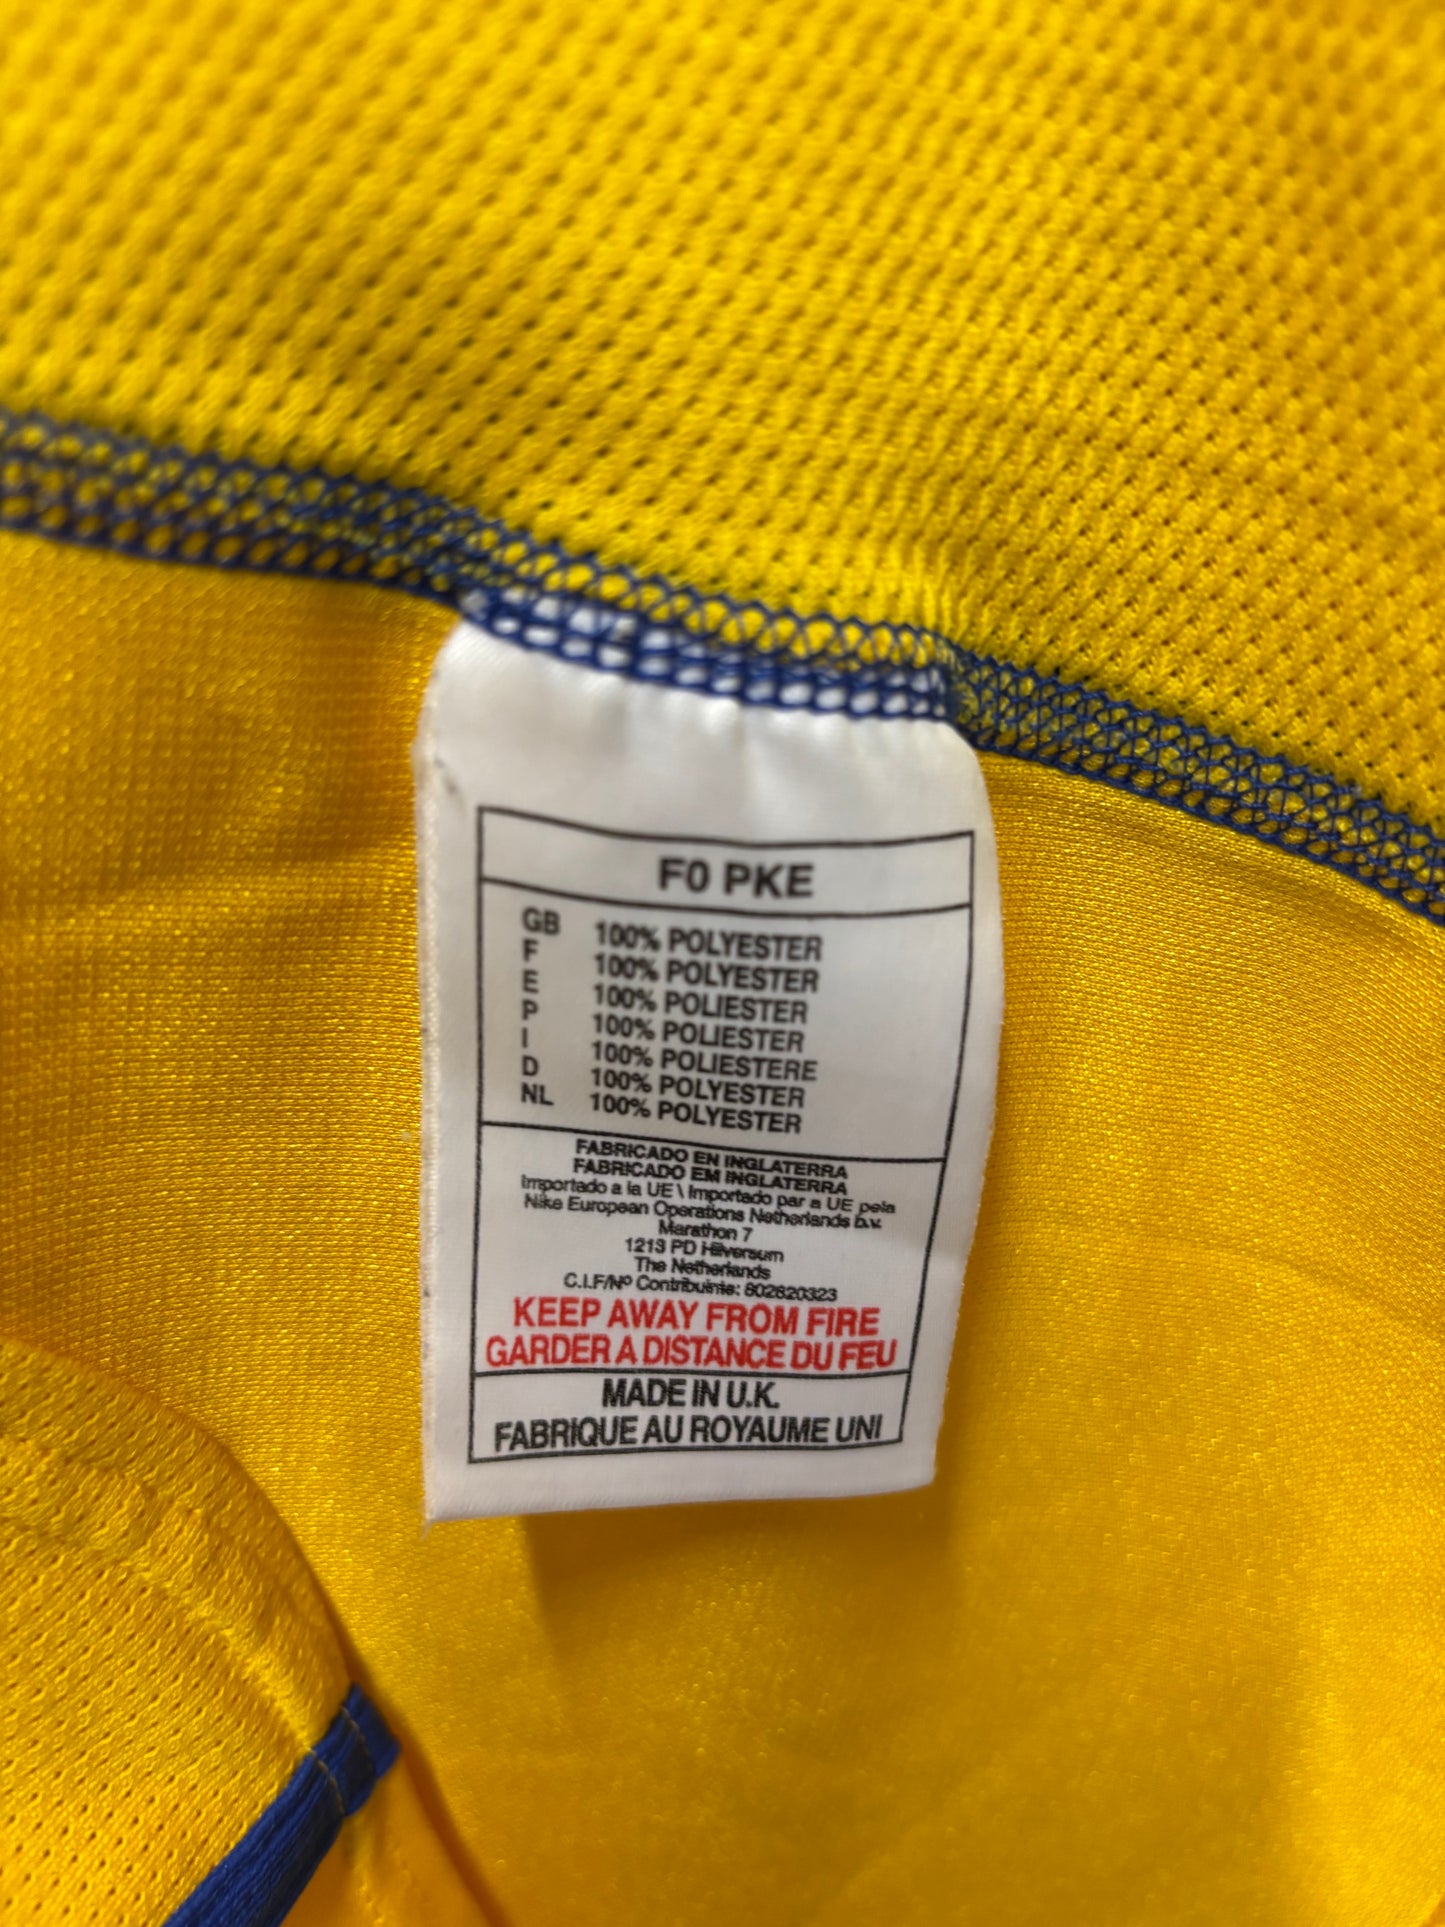 F0 PKE
GB 100% POLYESTER
F 100% POLYESTER
E 100% POLIESTER
P 100% POLIESTER
I 100% POLIESTERE
D 100% POLYESTER
NL 100% POLYESTER
FABRICADO EN INGLATERRA
FABRICADO EM INGLATERRA
Importado a la UE \ Importado par a UE pela
Nike European Operations Netherlands b.v.
Marathon 7
1213 PD Hilversum
The Netherlands
C.I.F/Nº Contribuinte: 802620323
KEEP AWAY FROM FIRE
GARDER A DISTANCE DU FEU
MADE IN U.K.
FABRIQUE AU ROYAUME UNI